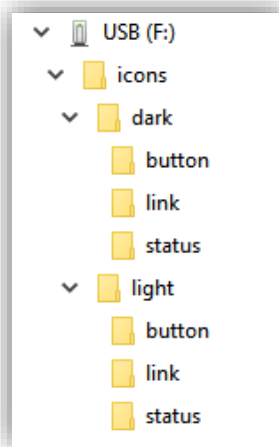 USB (F:)
icons
dark
button
link
status
light
button
link
status